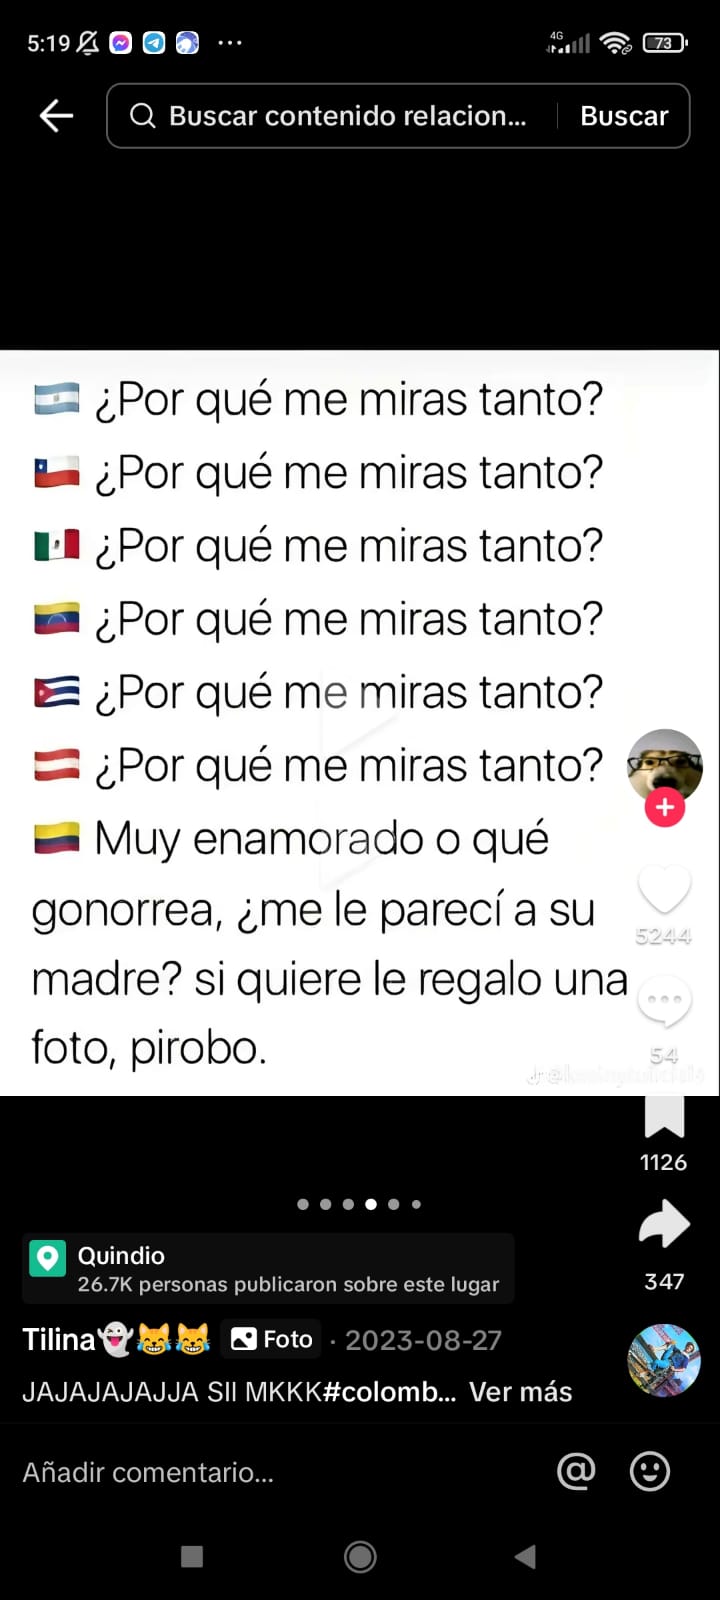 5:19
4G
73
Buscar contenido relacion...
Buscar
¿Por qué me miras tanto?
¿Por qué me miras tanto?
¿Por qué me miras tanto?
¿Por qué me miras tanto?
¿Por qué me miras tanto?
¿Por qué me miras tanto?
Muy enamorado o qué
gonorrea, ¿me le parecí a su
madre? si quiere le regalo una
foto, pirobo.
5244
54
1126
347
Quindio
26.7K personas publicaron sobre este lugar
Tilina Foto · 2023-08-27
JAJAJAJAJJA SII MKKK#colomb... Ver más
Añadir comentario...